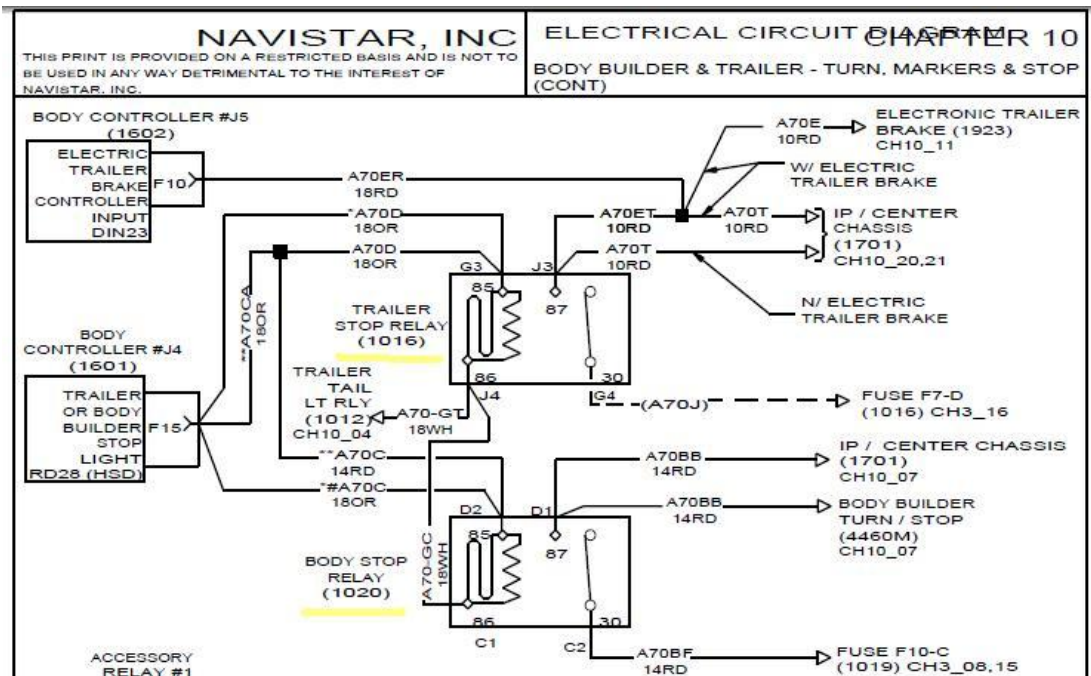 NAVISTAR, INC
THIS PRINT IS PROVIDED ON A RESTRICTED BASIS AND IS NOT TO
BE USED IN ANY WAY DETRIMENTAL TO THE INTEREST OF
NAVISTAR. INC.
ELECTRICAL CIRCUIT DIAGRAM
CHAPTER 10
BODY BUILDER & TRAILER - TURN, MARKERS & STOP
(CONT)
BODY CONTROLLER #J5
(1602)
ELECTRIC
TRAILER
BRAKE
CONTROLLER
INPUT
DIN23
F10
A70ER
18RD
*A70D
18OR
A70D
18OR
**A70CA
18OR
A70E
10RD
ELECTRONIC TRAILER
BRAKE (1923)
CH10_11
W/ ELECTRIC
TRAILER BRAKE
A70ET
10RD
A70T
10RD
IP / CENTER
CHASSIS
(1701)
CH10_20,21
A70T
10RD
N/ ELECTRIC
TRAILER BRAKE
G3
J3
85
87
TRAILER
STOP RELAY
(1016)
86
30
J4
G4
BODY
CONTROLLER #J4
(1601)
TRAILER
OR BODY
BUILDER
STOP
LIGHT
RD28 (HSD)
F15
TRAILER
TAIL
LT RLY
(1012)
CH10_04
A70-GT
18WH
(A70J)
FUSE F7-D
(1016) CH3_16
**A70C
14RD
*#A70C
18OR
A70BB
14RD
IP / CENTER CHASSIS
(1701)
CH10_07
A70BB
14RD
BODY BUILDER
TURN / STOP
(4460M)
CH10_07
D2
D1
85
87
A70-GC
18WH
BODY STOP
RELAY
(1020)
86
30
C1
C2
A70BF
14RD
FUSE F10-C
(1019) CH3_08,15
ACCESSORY
RELAY #1